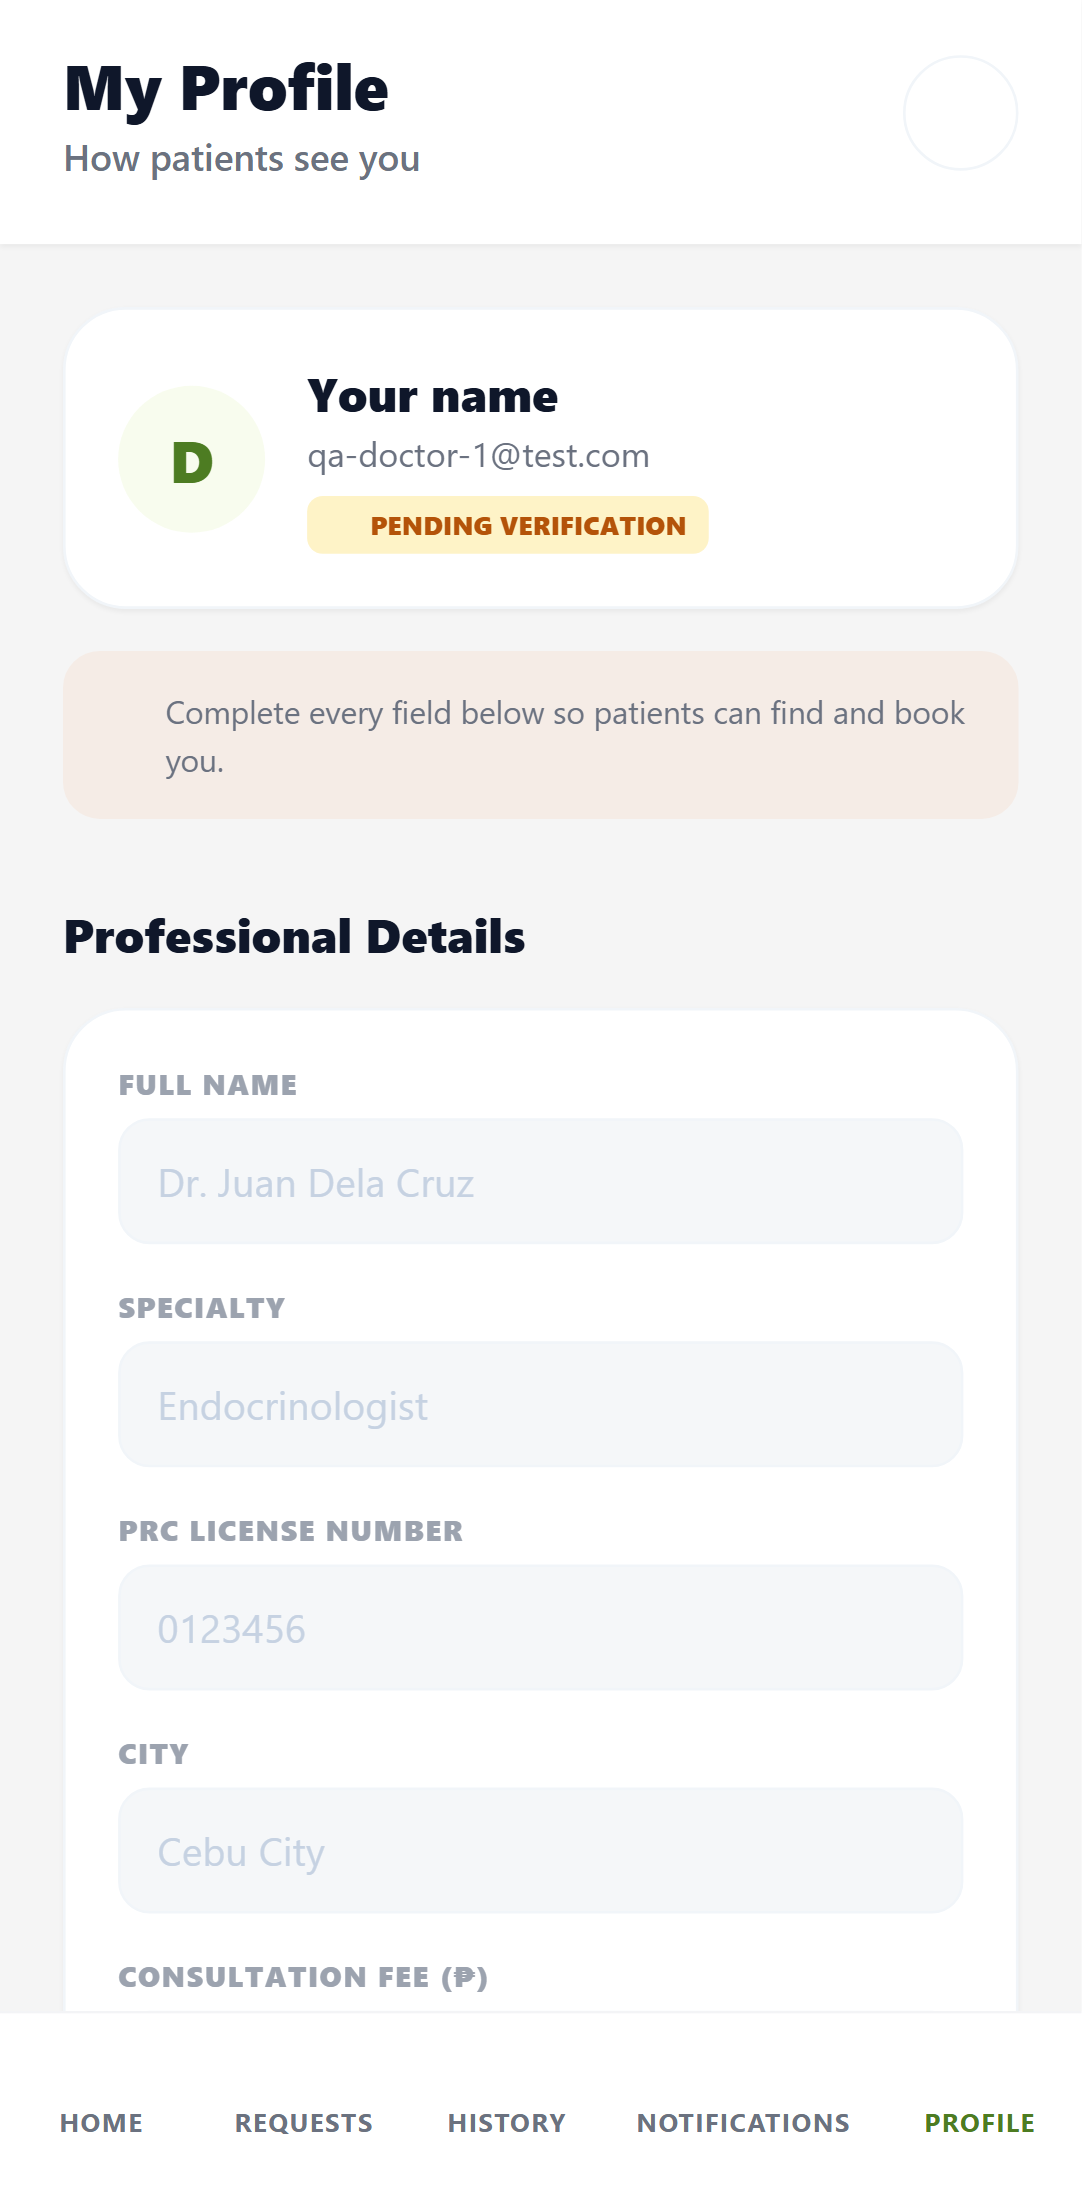 My Profile
How patients see you
D
Your name
qa-doctor-1@test.com
PENDING VERIFICATION
Complete every field below so patients can find and book
you.
Professional Details
FULL NAME
Dr. Juan Dela Cruz
SPECIALTY
Endocrinologist
PRC LICENSE NUMBER
0123456
CITY
Cebu City
CONSULTATION FEE (₱)
HOME
REQUESTS
HISTORY
NOTIFICATIONS
PROFILE